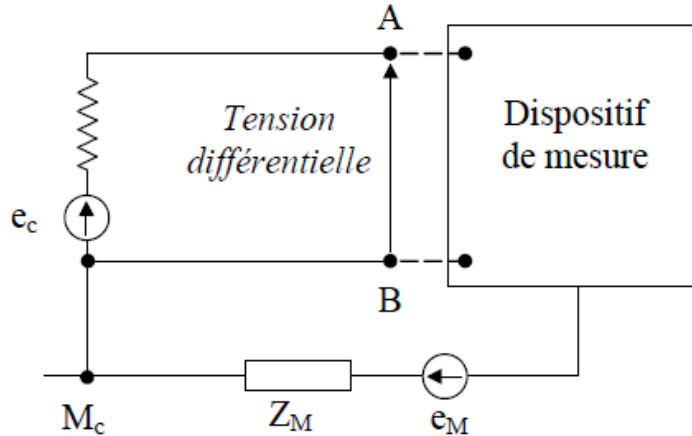 A
Tension
différentielle
Dispositif
de mesure
e_c
B
M_c
Z_M
e_M